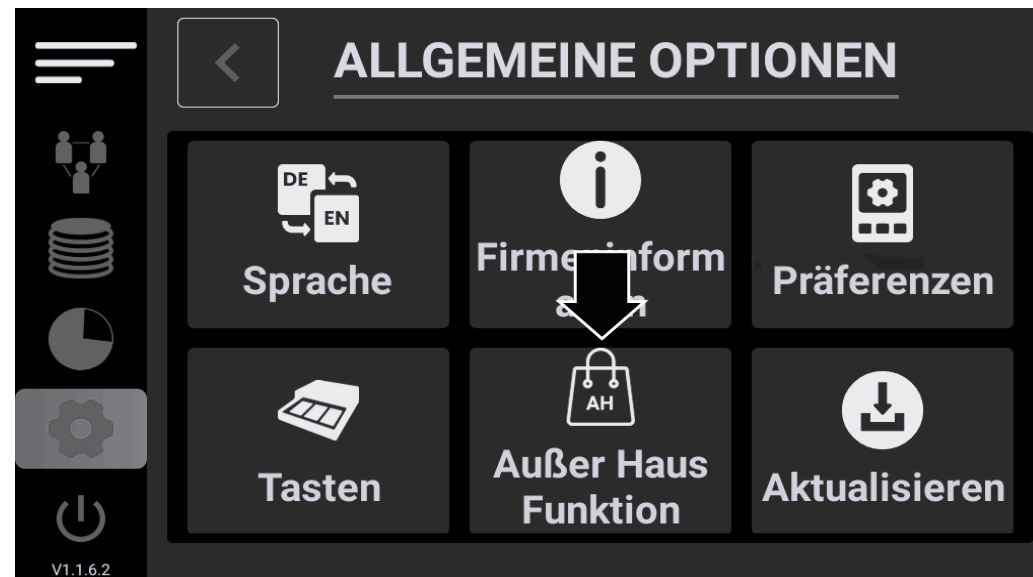 ALLGEMEINE OPTIONEN
DE
EN
Sprache
Präferenzen
Tasten
AH
Außer Haus
Funktion
Aktualisieren
V1.1.6.2